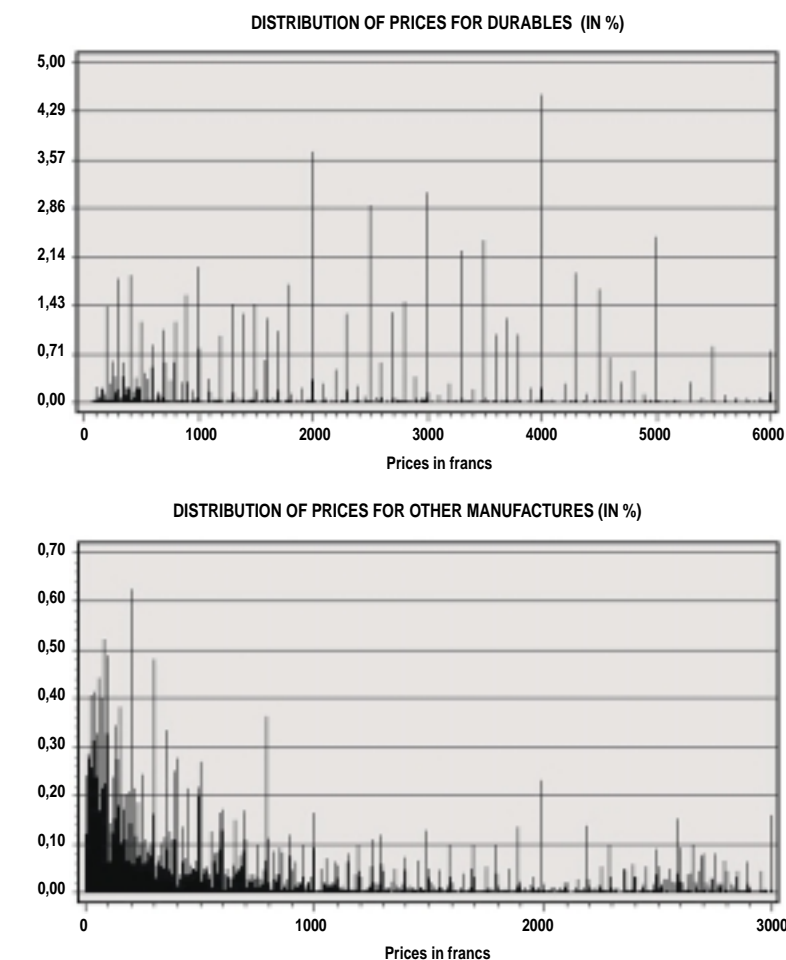 DISTRIBUTION OF PRICES FOR DURABLES (IN %)
5,00
4,29
3,57
2,86
2,14
1,43
0,71
0,00
0 1000 2000 3000 4000 5000 6000
Prices in francs
DISTRIBUTION OF PRICES FOR OTHER MANUFACTURES (IN %)
0,70
0,60
0,50
0,40
0,30
0,20
0,10
0,00
0 1000 2000 3000
Prices in francs